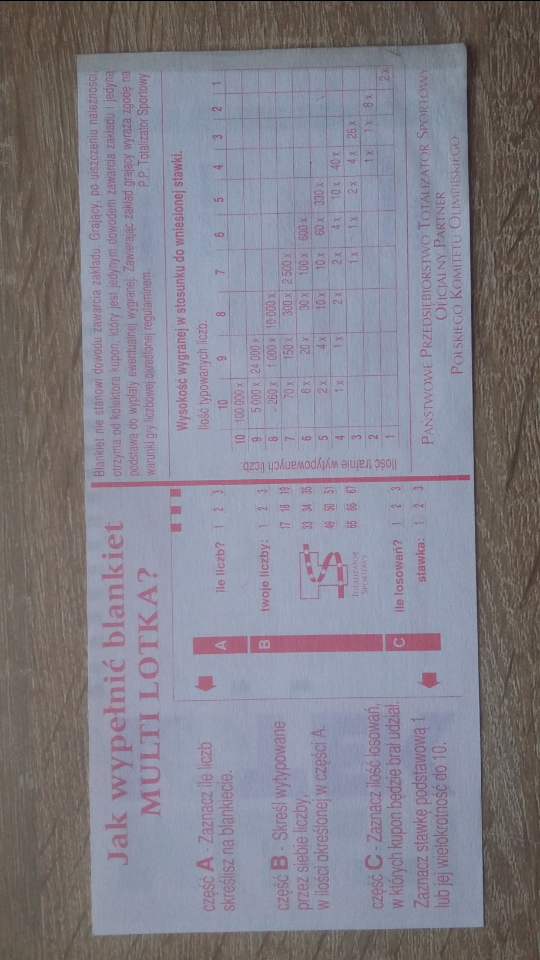 Jak wypełnić blankiet
MULTI LOTKA?
część A - Zaznacz ile liczb
skreślisz na blankiecie.
część B - Skreśl wytypowane
przez siebie liczby,
w ilości określonej w części A.
część C - Zaznacz ilość losowań,
w których kupon będzie brał udział.
Zaznacz stawkę podstawową 1
lub jej wielokrotność do 10.
A
B
C
ile liczb? 1 2 3
twoje liczby: 1 2 3
17 18 19
33 34 35
49 50 51
65 66 67
TOTALIZATOR
SPORTOWY
ile losowań? 1 2 3
stawka: 1 2 3
Blankiet nie stanowi dowodu zawarcia zakładu. Grający, po uiszczeniu należności,
otrzyma od kolektora kupon, który jest jedynym dowodem zawarcia zakładu i jedyną
podstawą do wypłaty ewentualnej wygranej. Zawierając zakład grający wyraża zgodę na
warunki gry liczbowej określonej regulaminem. P.P. Totalizator Sportowy
Wysokość wygranej w stosunku do wniesionej stawki.
Ilość typowanych liczb:
10 9 8 7 6 5 4 3 2 1
Ilość trafnie wytypowanych liczb
10 100 000 x
9 5 000 x 24 000 x
8 260 x 1 000 x 10 000 x
7 70 x 150 x 300 x 2 500 x
6 6 x 20 x 30 x 100 x 600 x
5 2 x 4 x 10 x 10 x 60 x 330 x
4 1 x 1 x 2 x 2 x 4 x 10 x 40 x
3 1 x 1 x 2 x 4 x 26 x
2 1 x 1 x 8 x
1 2 x
PAŃSTWOWE PRZEDSIĘBIORSTWO TOTALIZATOR SPORTOWY
OFICJALNY PARTNER
POLSKIEGO KOMITETU OLIMPIJSKIEGO